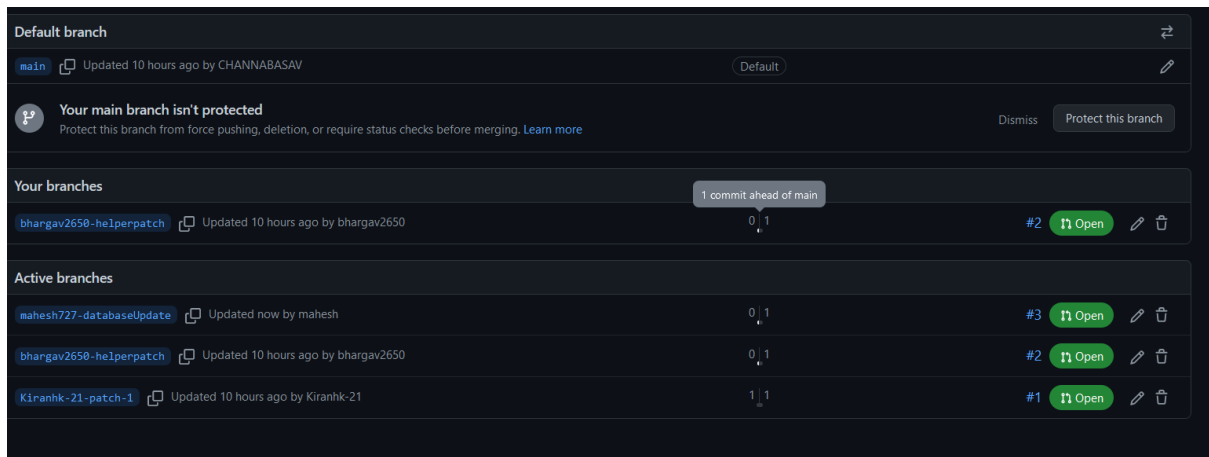 Default branch
main Updated 10 hours ago by CHANNABASAV Default
Your main branch isn't protected
Protect this branch from force pushing, deletion, or require status checks before merging. Learn more
Dismiss Protect this branch
Your branches
1 commit ahead of main
bhargav2650-helperpatch Updated 10 hours ago by bhargav2650 0 1 #2 Open
Active branches
mahesh727-databaseUpdate Updated now by mahesh 0 1 #3 Open
bhargav2650-helperpatch Updated 10 hours ago by bhargav2650 0 1 #2 Open
Kiranhk-21-patch-1 Updated 10 hours ago by Kiranhk-21 1 1 #1 Open